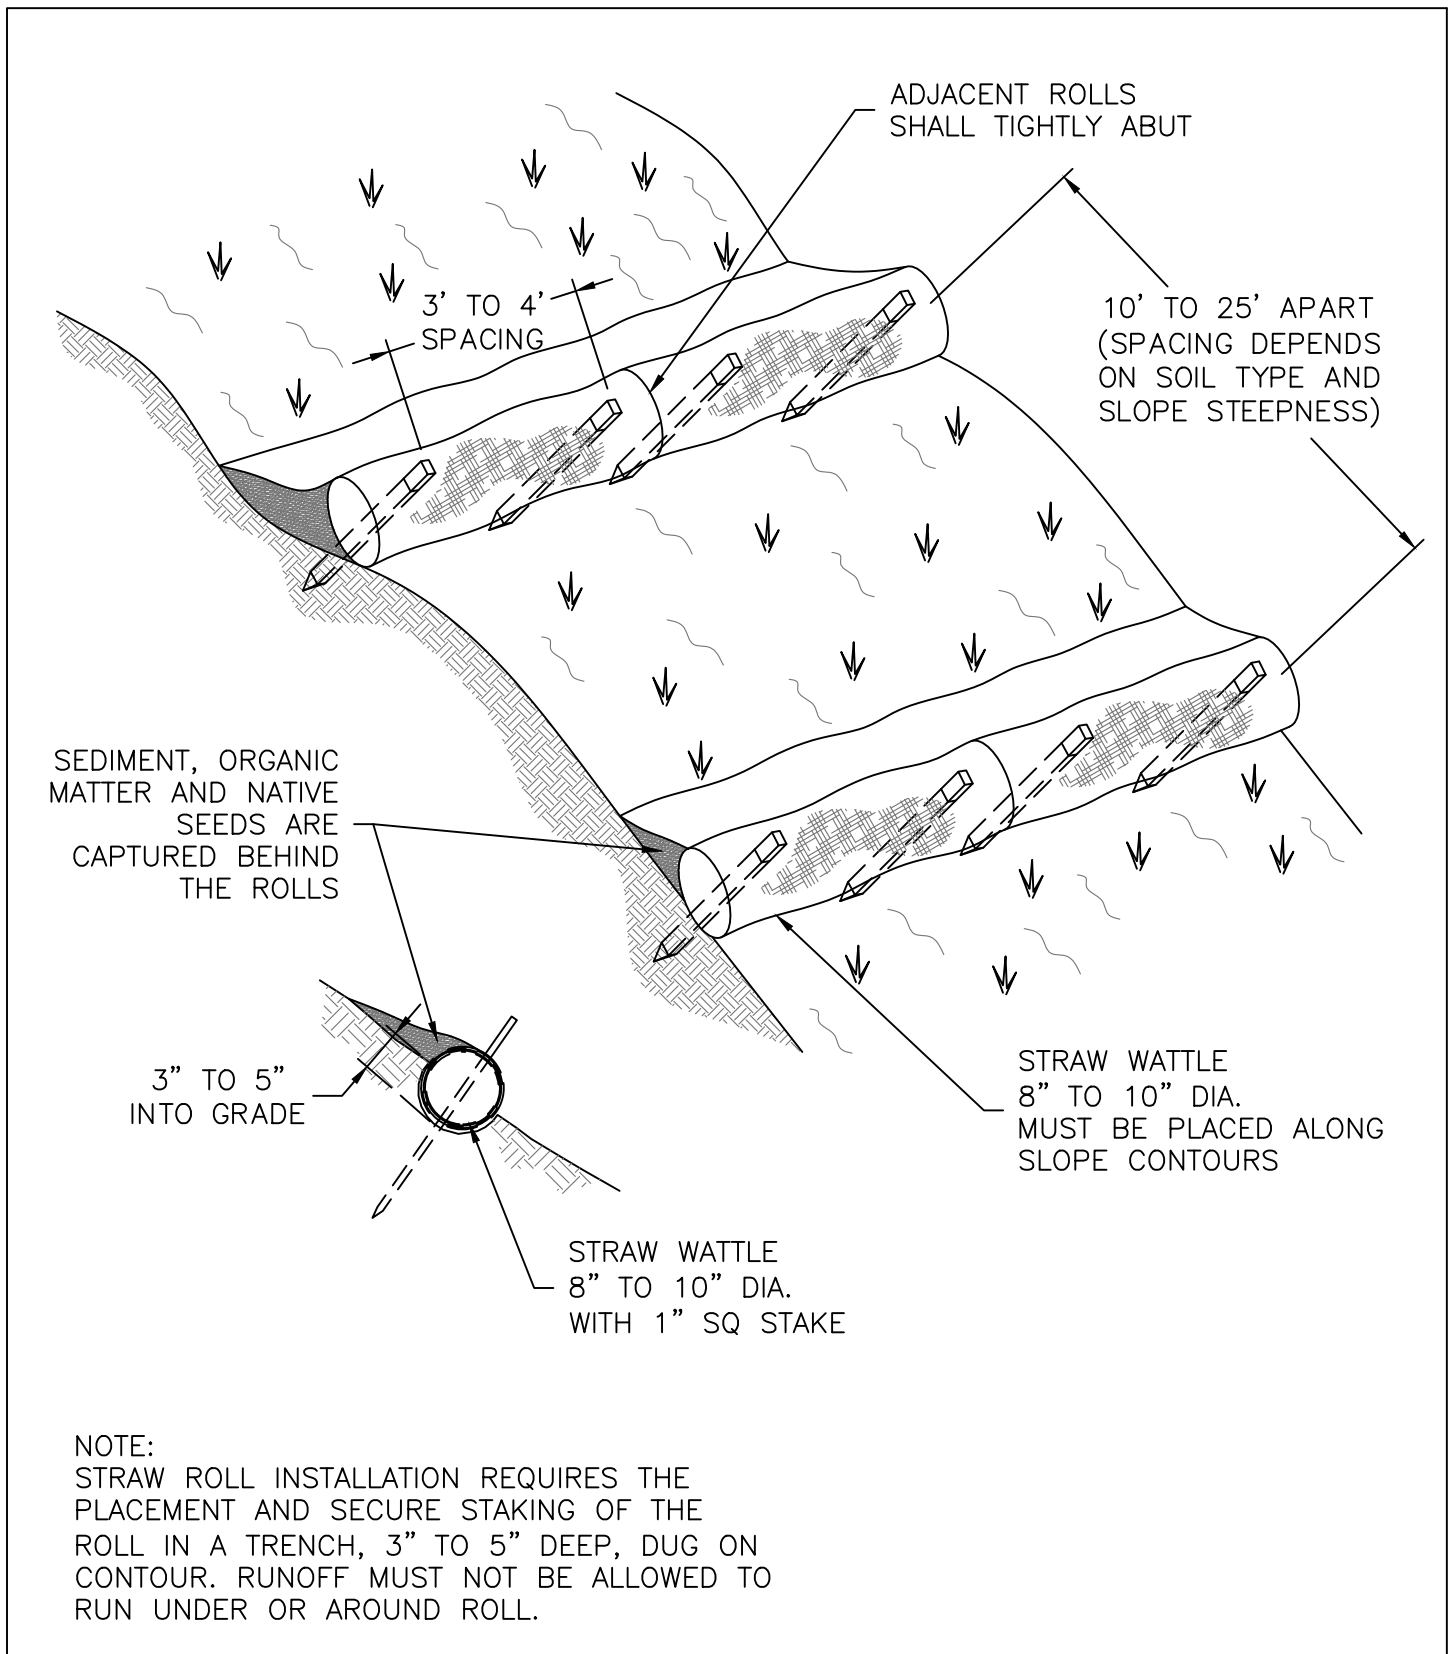 ADJACENT ROLLS
SHALL TIGHTLY ABUT
3' TO 4'
SPACING
10' TO 25' APART
(SPACING DEPENDS
ON SOIL TYPE AND
SLOPE STEEPNESS)
SEDIMENT, ORGANIC
MATTER AND NATIVE
SEEDS ARE
CAPTURED BEHIND
THE ROLLS
3" TO 5"
INTO GRADE
STRAW WATTLE
8" TO 10" DIA.
MUST BE PLACED ALONG
SLOPE CONTOURS
STRAW WATTLE
8" TO 10" DIA.
WITH 1" SQ STAKE
NOTE:
STRAW ROLL INSTALLATION REQUIRES THE
PLACEMENT AND SECURE STAKING OF THE
ROLL IN A TRENCH, 3" TO 5" DEEP, DUG ON
CONTOUR. RUNOFF MUST NOT BE ALLOWED TO
RUN UNDER OR AROUND ROLL.